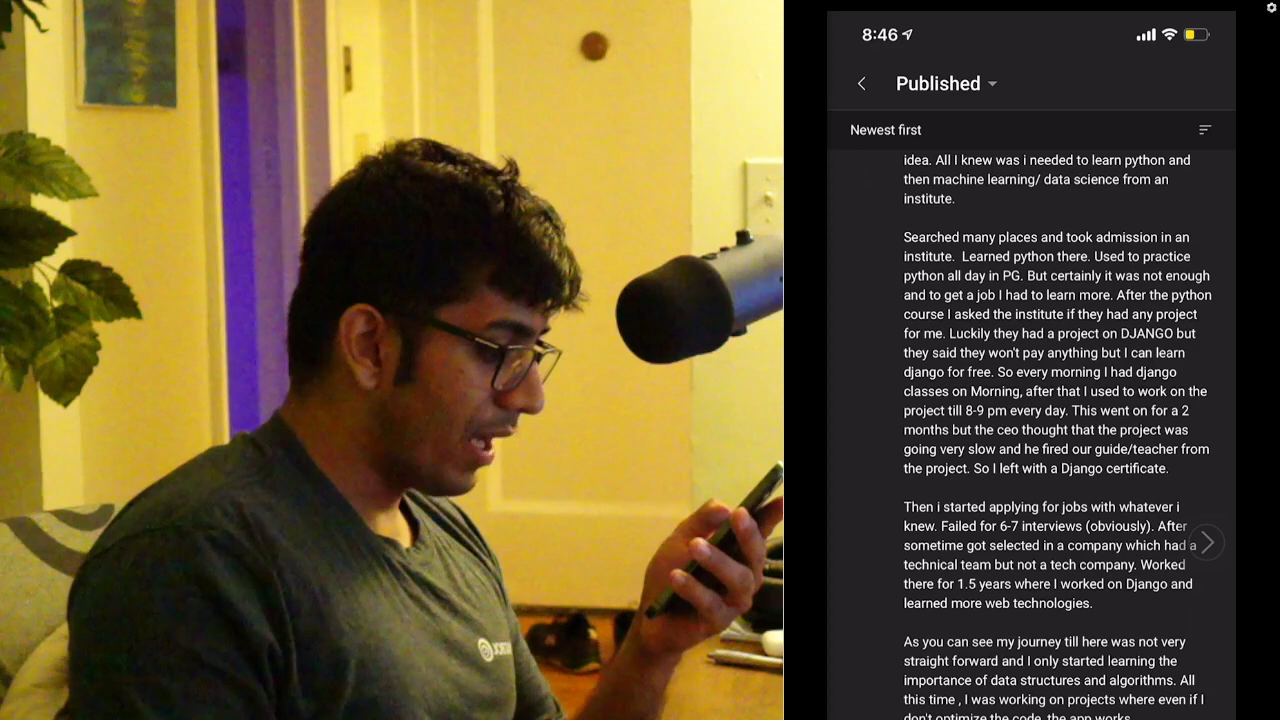 8:46
Published
Newest first
idea. All I knew was i needed to learn python and
then machine learning/ data science from an
institute.
Searched many places and took admission in an
institute.  Learned python there. Used to practice
python all day in PG. But certainly it was not enough
and to get a job I had to learn more. After the python
course I asked the institute if they had any project
for me. Luckily they had a project on DJANGO but
they said they won't pay anything but I can learn
django for free. So every morning I had django
classes on Morning, after that I used to work on the
project till 8-9 pm every day. This went on for a 2
months but the ceo thought that the project was
going very slow and he fired our guide/teacher from
the project. So I left with a Django certificate.
Then i started applying for jobs with whatever i
knew. Failed for 6-7 interviews (obviously). After
sometime got selected in a company which had a
technical team but not a tech company. Worked
there for 1.5 years where I worked on Django and
learned more web technologies.
As you can see my journey till here was not very
straight forward and I only started learning the
importance of data structures and algorithms. All
this time , I was working on projects where even if I
don't optimize the code, the app works